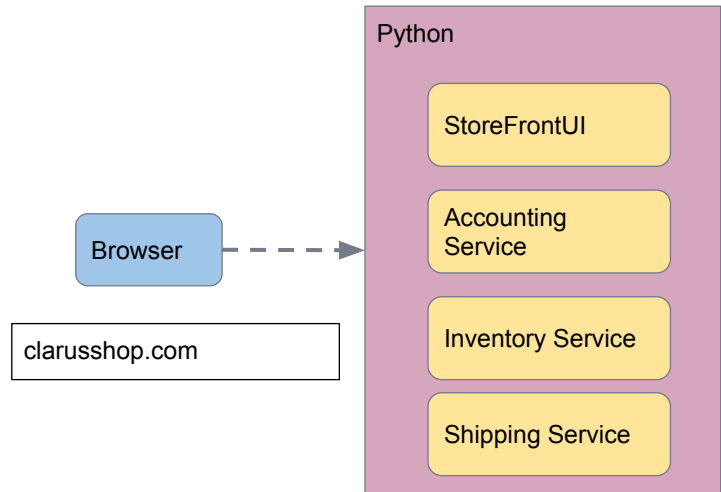 Python
StoreFrontUI
Accounting
Service
Browser
clarusshop.com
Inventory Service
Shipping Service